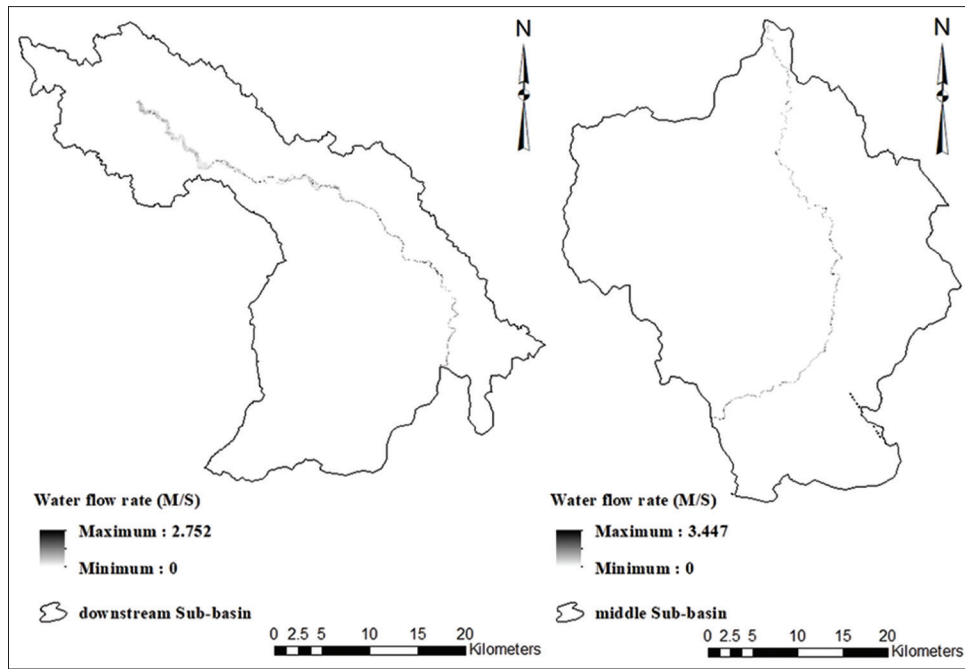 N
Water flow rate (M/S)
Maximum : 2.752
Minimum : 0
downstream Sub-basin
0 2.5 5 10 15 20
Kilometers
N
Water flow rate (M/S)
Maximum : 3.447
Minimum : 0
middle Sub-basin
0 2.5 5 10 15 20
Kilometers